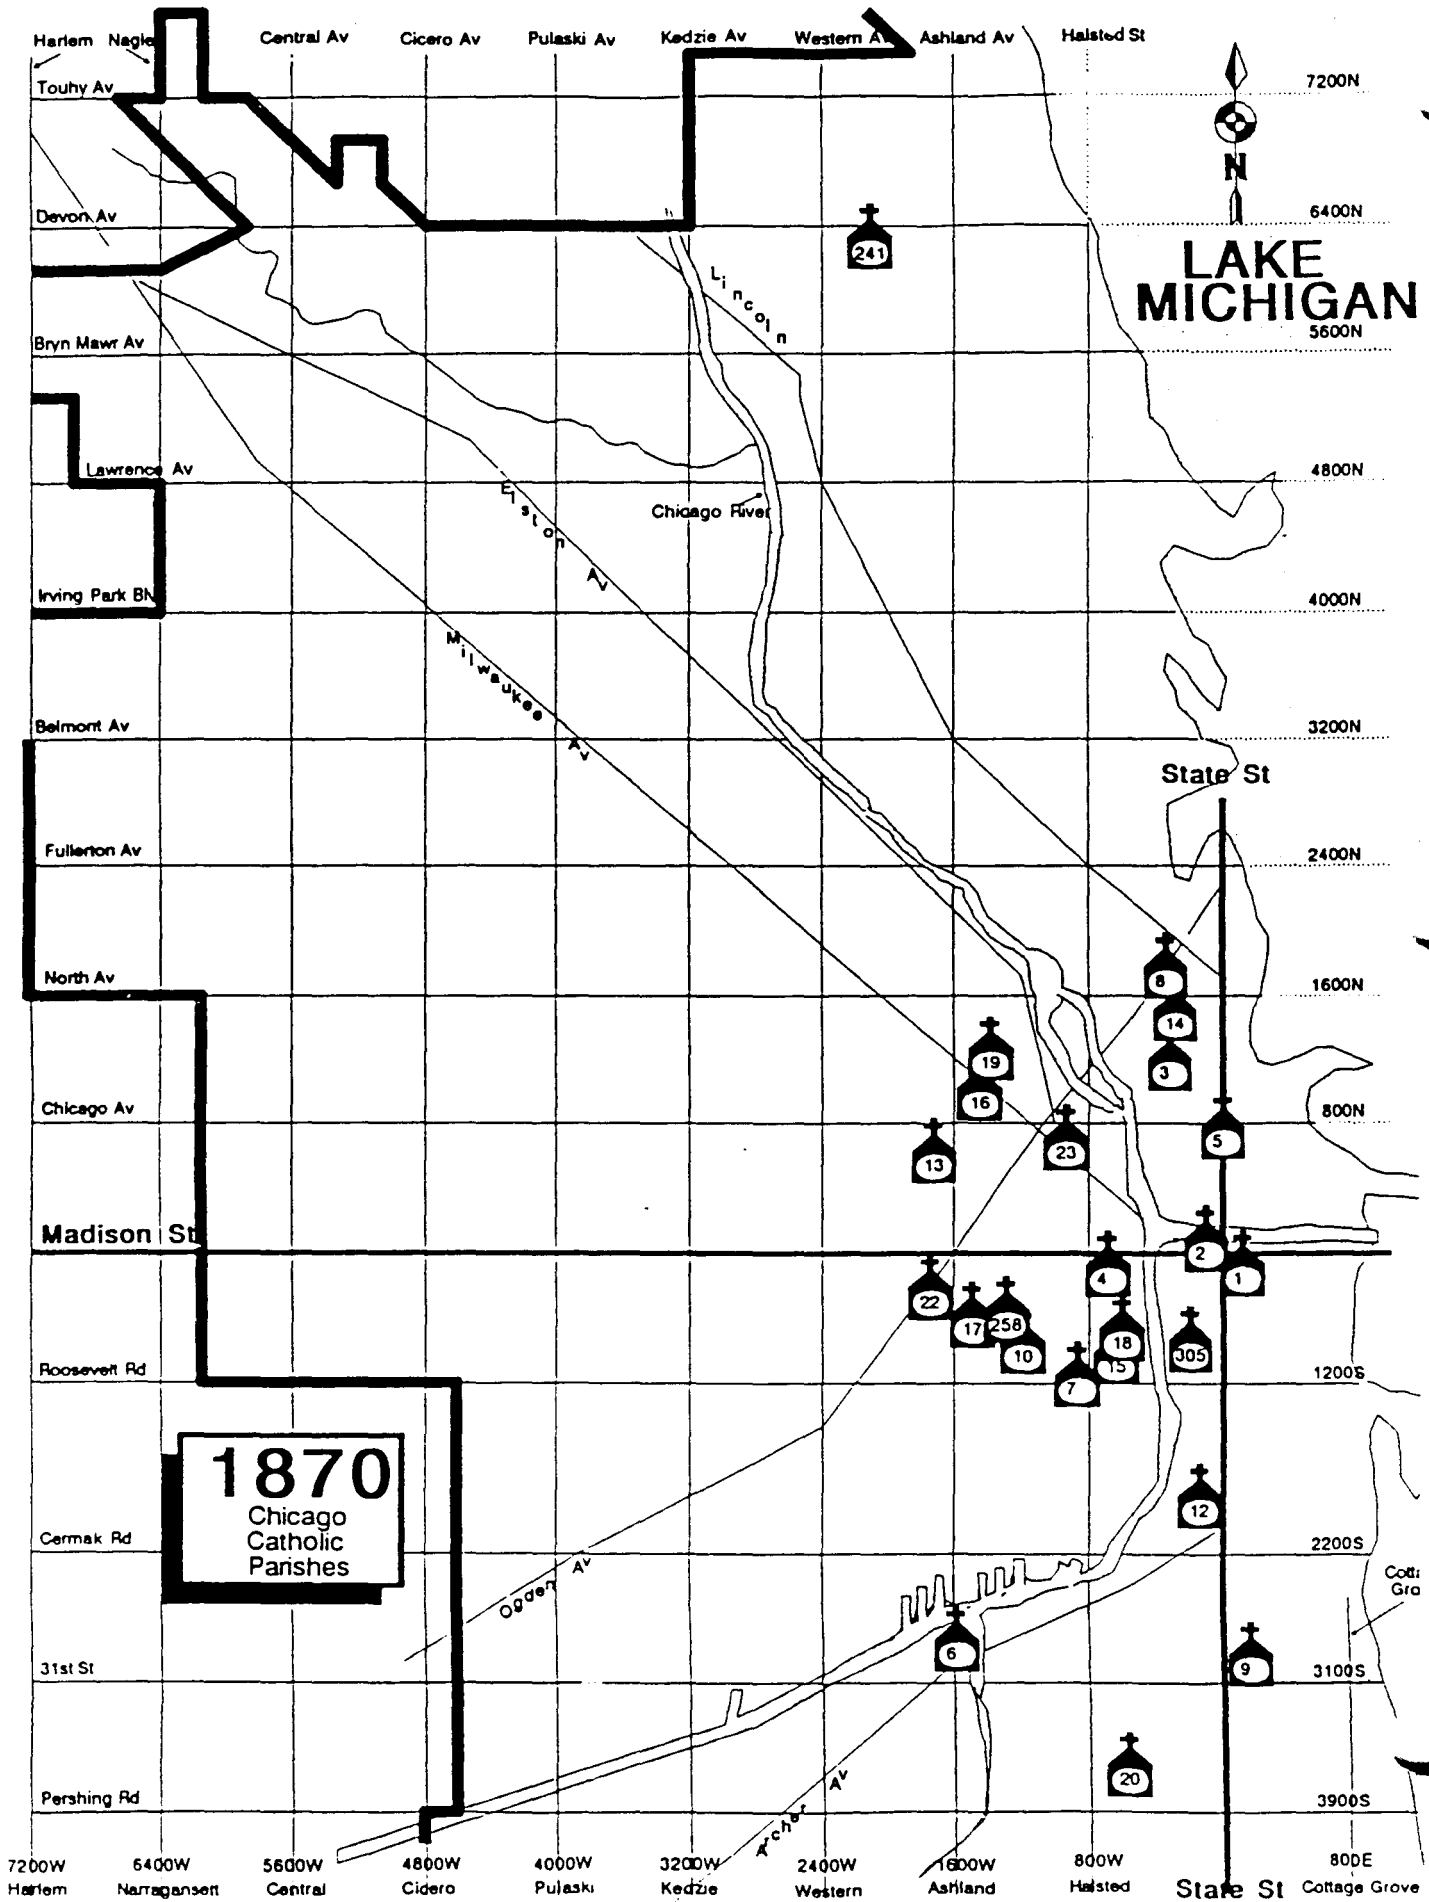 Harlem Nagle Central Av Cicero Av Pulaski Av Kedzie Av Western Av Ashland Av Halsted St
Touhy Av 7200N
N
Devon Av 6400N
241
LAKE
MICHIGAN
Lincoln
Bryn Mawr Av 5600N
Lawrence Av 4800N
Elston Av
Chicago River
Irving Park 4000N
Milwaukee Av
Belmont Av 3200N
State St
Fullerton Av 2400N
North Av 1600N
8
14
19 3
16
Chicago Av 800N
5
13 23
Madison St
2
4 1
22
17 258 18
10 15 305
7
Roosevelt Rd 1200S
1870
Chicago
Catholic
Parishes
12
Cermak Rd 2200S
Ogden Av
6
9
31st St 3100S
20
Archer Av
Pershing Rd 3900S
7200W 6400W 5600W 4800W 4000W 3200W 2400W 1600W 800W 800E
Harlem Narragansett Central Cidero Pulaski Kedzie Western Ashland Halsted State St Cottage Grove